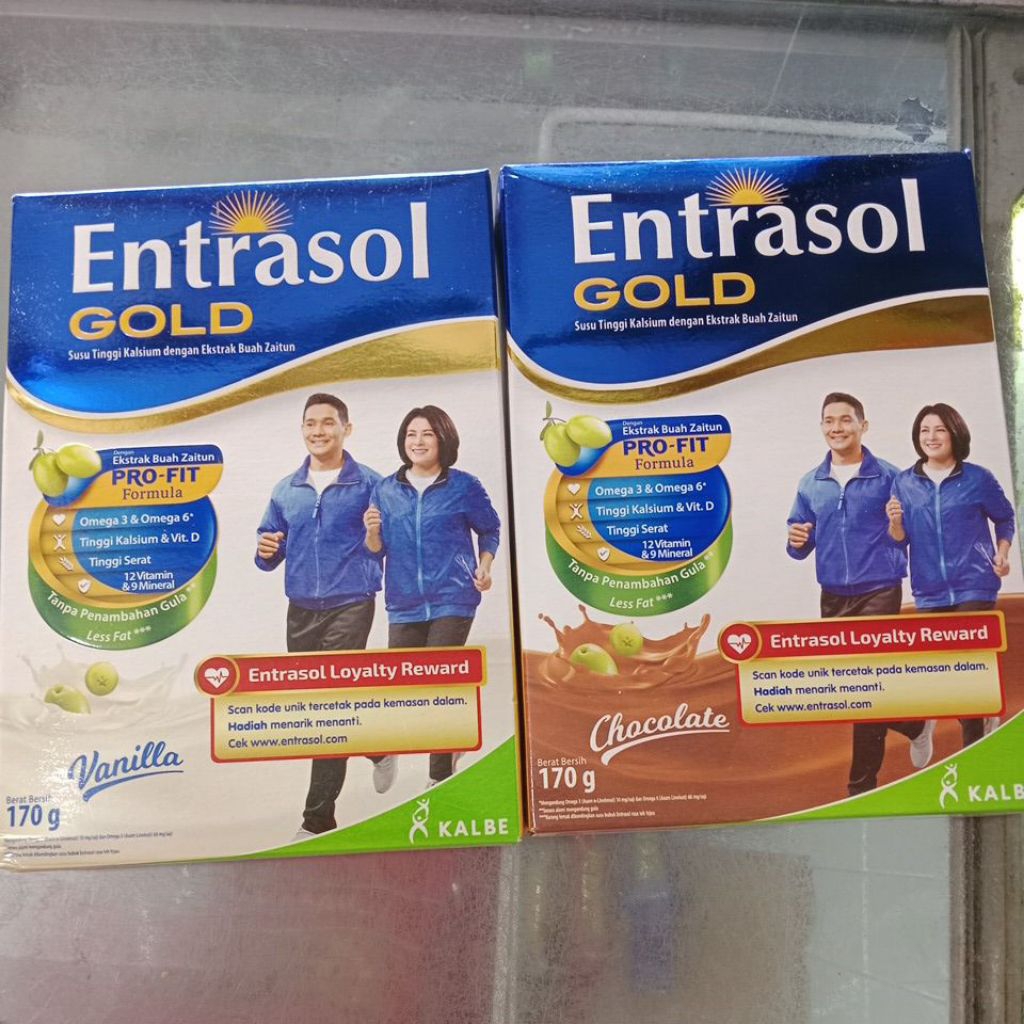 Entrasol
GOLD
Susu Tinggi Kalsium dengan Ekstrak Buah Zaitun
Dengan
Ekstrak Buah Zaitun
PRO-FIT
Formula
Omega 3 & Omega 6*
Tinggi Kalsium & Vit. D
Tinggi Serat
12 Vitamin
& 9 Mineral
Tanpa Penambahan Gula**
Less Fat ***
Entrasol Loyalty Reward
Scan kode unik tercetak pada kemasan dalam.
Hadiah menarik menanti.
Cek www.entrasol.com
Vanilla
Berat Bersih
170 g
KALBE
Entrasol
GOLD
Susu Tinggi Kalsium dengan Ekstrak Buah Zaitun
Dengan
Ekstrak Buah Zaitun
PRO-FIT
Formula
Omega 3 & Omega 6*
Tinggi Kalsium & Vit. D
Tinggi Serat
12 Vitamin
& 9 Mineral
Tanpa Penambahan Gula**
Less Fat ***
Entrasol Loyalty Reward
Scan kode unik tercetak pada kemasan dalam.
Hadiah menarik menanti.
Cek www.entrasol.com
Chocolate
Berat Bersih
170 g
KALB